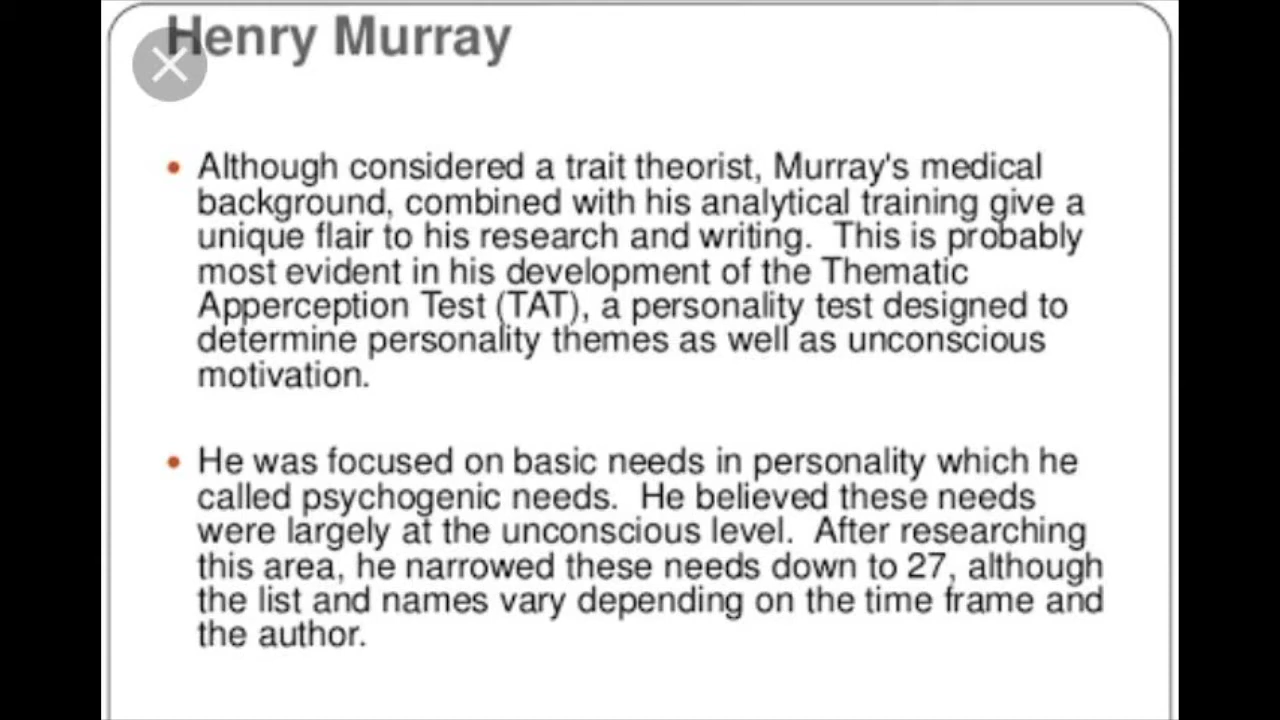 Henry Murray
• Although considered a trait theorist, Murray's medical
background, combined with his analytical training give a
unique flair to his research and writing.  This is probably
most evident in his development of the Thematic
Apperception Test (TAT), a personality test designed to
determine personality themes as well as unconscious
motivation.
• He was focused on basic needs in personality which he
called psychogenic needs.  He believed these needs
were largely at the unconscious level.  After researching
this area, he narrowed these needs down to 27, although
the list and names vary depending on the time frame and
the author.